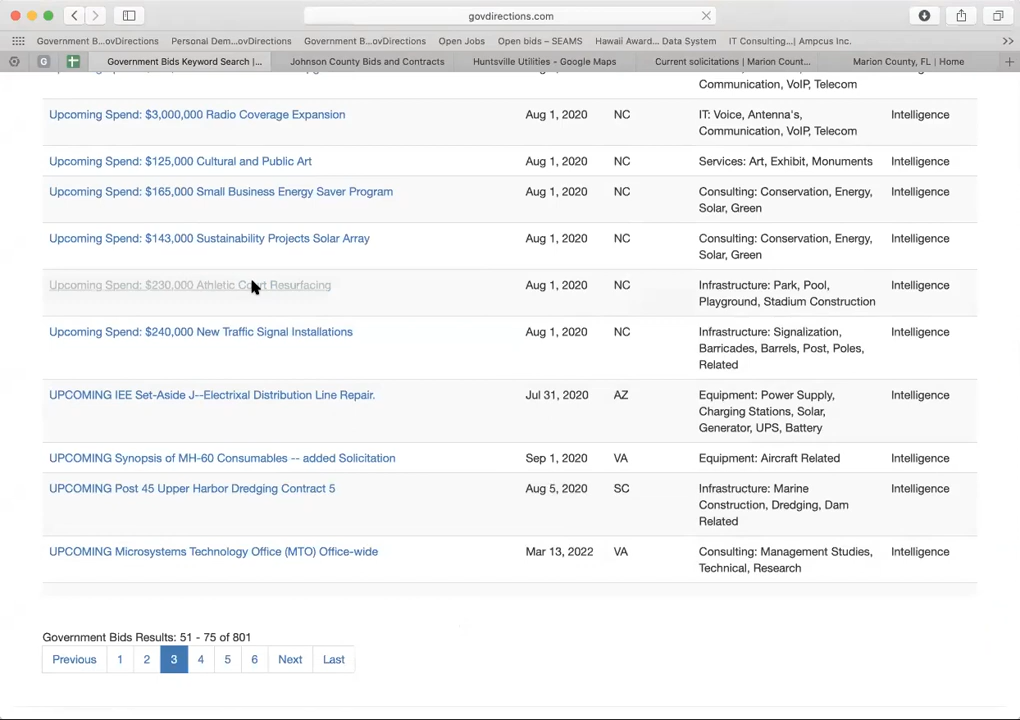 govdirections.com
Government B...ovDirections Personal Dem...ovDirections Government B...ovDirections Open Jobs Open bids – SEAMS Hawaii Award... Data System IT Consulting...| Ampcus Inc.
G Government Bids Keyword Search |... Johnson County Bids and Contracts Huntsville Utilities - Google Maps Current solicitations | Marion Count... Marion County, FL | Home
Communication, VoIP, Telecom
Upcoming Spend: $3,000,000 Radio Coverage Expansion Aug 1, 2020 NC IT: Voice, Antenna's, Intelligence
Communication, VoIP, Telecom
Upcoming Spend: $125,000 Cultural and Public Art Aug 1, 2020 NC Services: Art, Exhibit, Monuments Intelligence
Upcoming Spend: $165,000 Small Business Energy Saver Program Aug 1, 2020 NC Consulting: Conservation, Energy, Intelligence
Solar, Green
Upcoming Spend: $143,000 Sustainability Projects Solar Array Aug 1, 2020 NC Consulting: Conservation, Energy, Intelligence
Solar, Green
Upcoming Spend: $230,000 Athletic Court Resurfacing Aug 1, 2020 NC Infrastructure: Park, Pool, Intelligence
Playground, Stadium Construction
Upcoming Spend: $240,000 New Traffic Signal Installations Aug 1, 2020 NC Infrastructure: Signalization, Intelligence
Barricades, Barrels, Post, Poles,
Related
UPCOMING IEE Set-Aside J--Electrixal Distribution Line Repair. Jul 31, 2020 AZ Equipment: Power Supply, Intelligence
Charging Stations, Solar,
Generator, UPS, Battery
UPCOMING Synopsis of MH-60 Consumables -- added Solicitation Sep 1, 2020 VA Equipment: Aircraft Related Intelligence
UPCOMING Post 45 Upper Harbor Dredging Contract 5 Aug 5, 2020 SC Infrastructure: Marine Intelligence
Construction, Dredging, Dam
Related
UPCOMING Microsystems Technology Office (MTO) Office-wide Mar 13, 2022 VA Consulting: Management Studies, Intelligence
Technical, Research
Government Bids Results: 51 - 75 of 801
Previous 1 2 3 4 5 6 Next Last